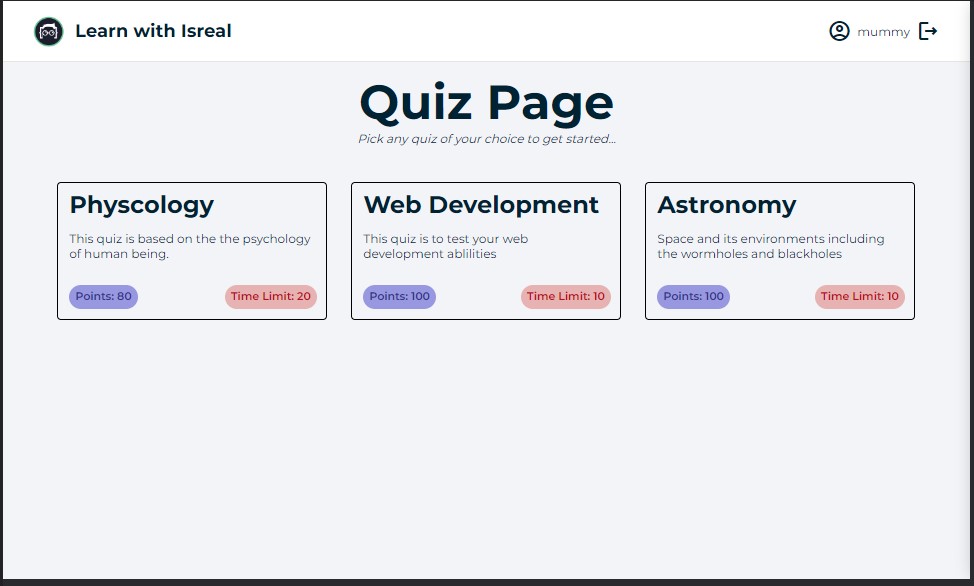 Learn with Isreal
mummy
Quiz Page
Pick any quiz of your choice to get started...
Physcology
This quiz is based on the the psychology
of human being.
Points: 80
Time Limit: 20
Web Development
This quiz is to test your web
development ablilities
Points: 100
Time Limit: 10
Astronomy
Space and its environments including
the wormholes and blackholes
Points: 100
Time Limit: 10